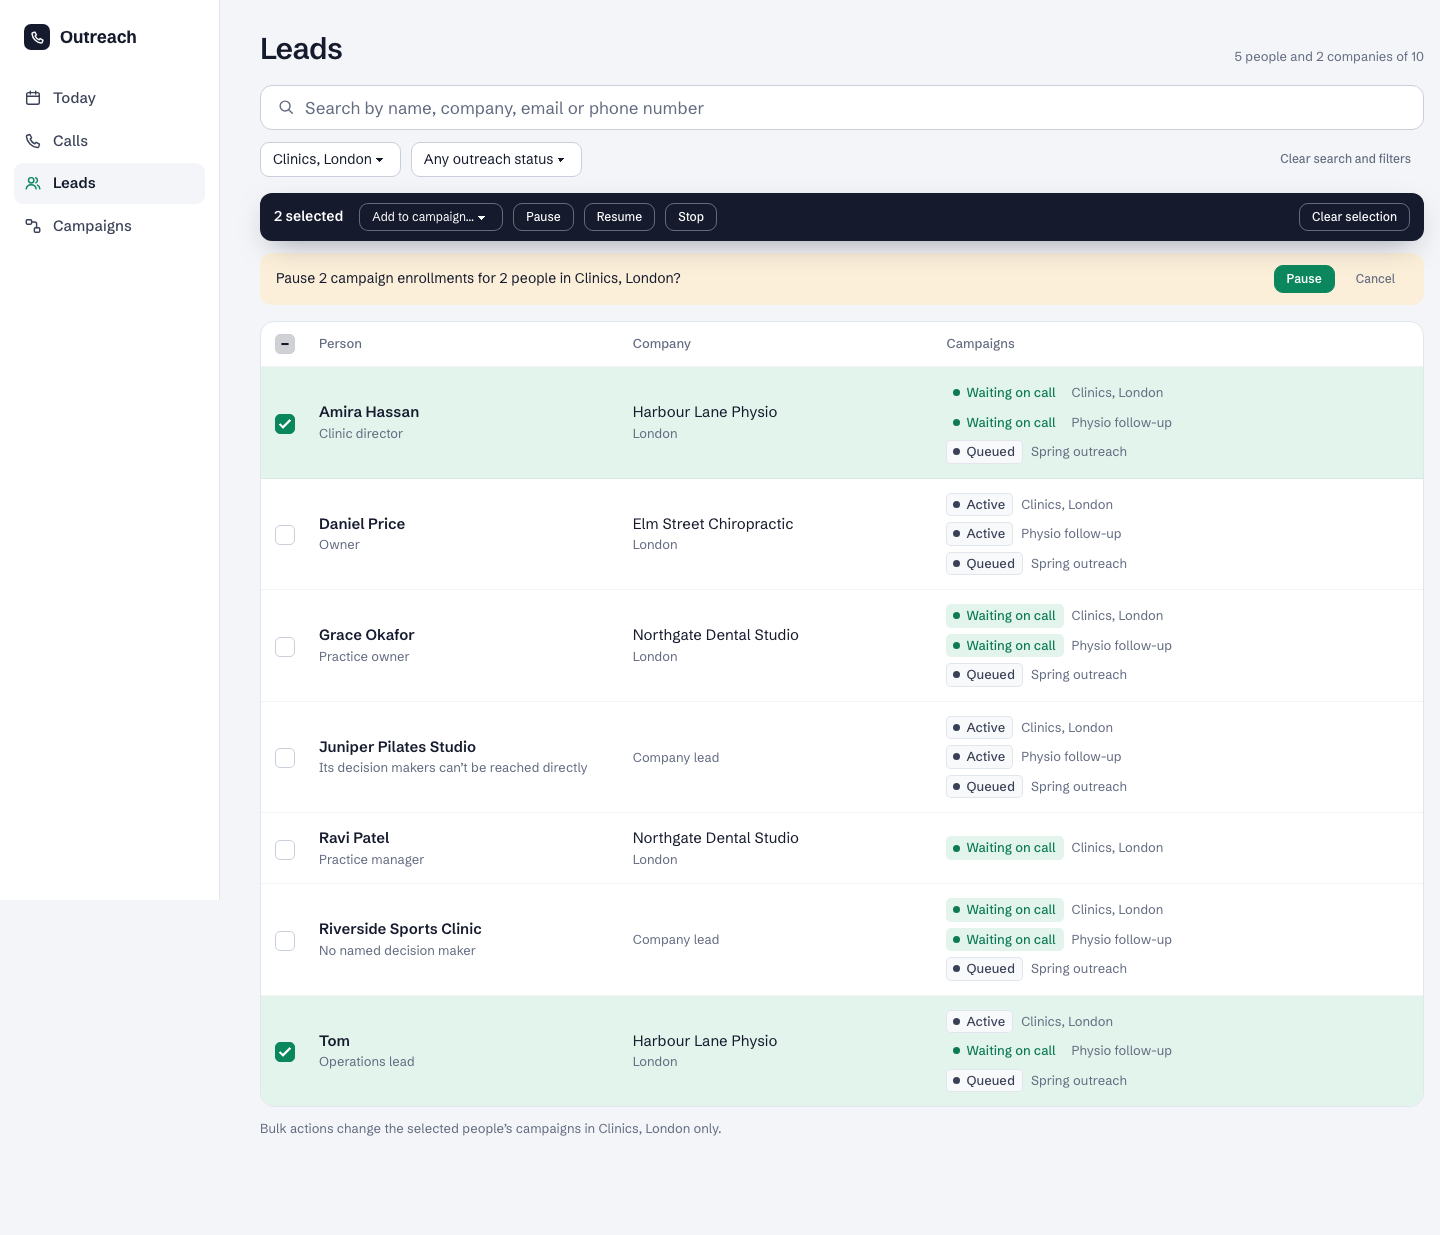 Outreach
Today
Calls
Leads
Campaigns
Leads
5 people and 2 companies of 10
Search by name, company, email or phone number
Clinics, London
Any outreach status
Clear search and filters
2 selected
Add to campaign...
Pause
Resume
Stop
Clear selection
Pause 2 campaign enrollments for 2 people in Clinics, London?
Pause
Cancel
Person
Company
Campaigns
Amira Hassan
Clinic director
Harbour Lane Physio
London
Waiting on call Clinics, London
Waiting on call Physio follow-up
Queued Spring outreach
Daniel Price
Owner
Elm Street Chiropractic
London
Active Clinics, London
Active Physio follow-up
Queued Spring outreach
Grace Okafor
Practice owner
Northgate Dental Studio
London
Waiting on call Clinics, London
Waiting on call Physio follow-up
Queued Spring outreach
Juniper Pilates Studio
Its decision makers can’t be reached directly
Company lead
Active Clinics, London
Active Physio follow-up
Queued Spring outreach
Ravi Patel
Practice manager
Northgate Dental Studio
London
Waiting on call Clinics, London
Riverside Sports Clinic
No named decision maker
Company lead
Waiting on call Clinics, London
Waiting on call Physio follow-up
Queued Spring outreach
Tom
Operations lead
Harbour Lane Physio
London
Active Clinics, London
Waiting on call Physio follow-up
Queued Spring outreach
Bulk actions change the selected people’s campaigns in Clinics, London only.